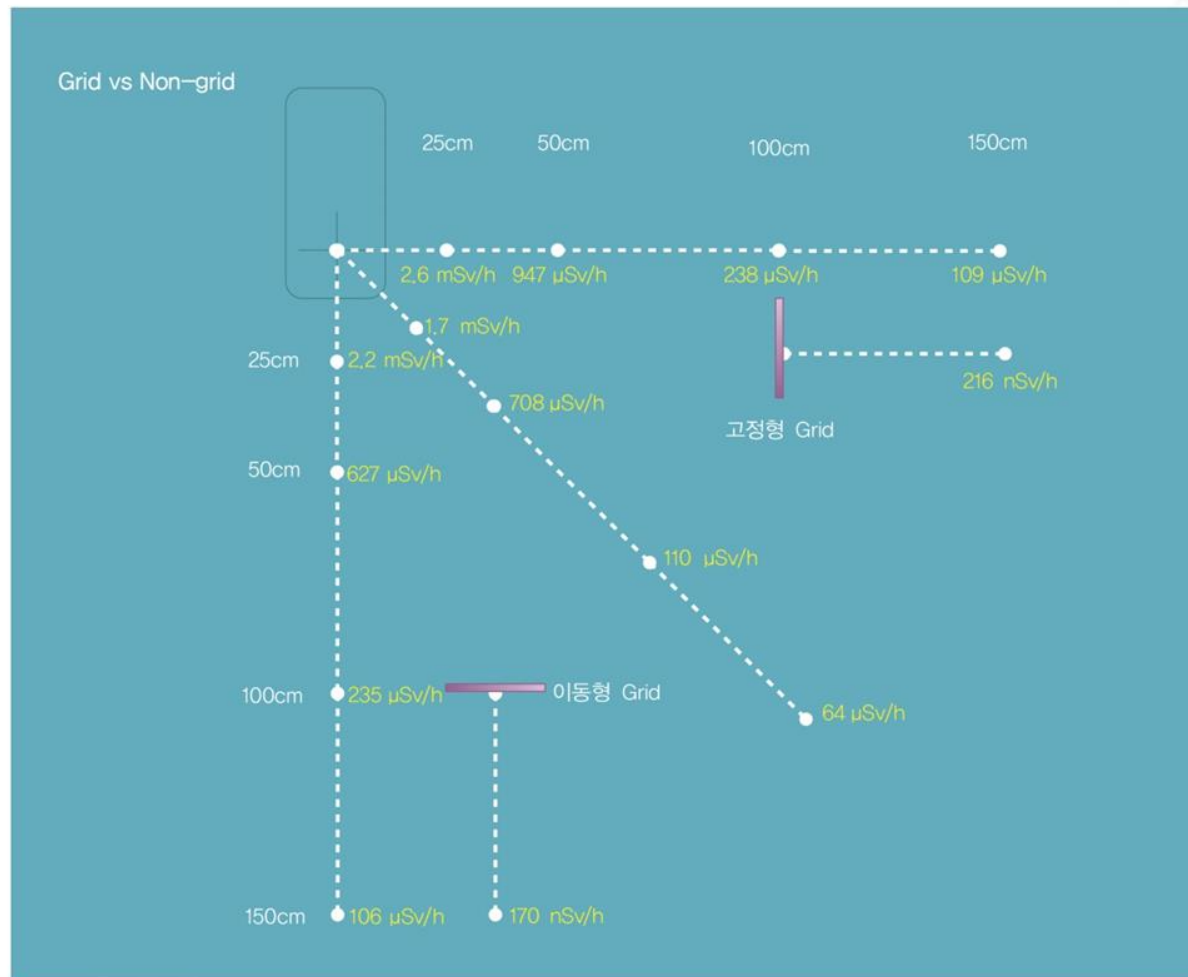 Grid vs Non-grid
25cm 50cm 100cm 150cm
2.6 mSv/h 947 µSv/h 238 µSv/h 109 µSv/h
1.7 mSv/h
25cm 2.2 mSv/h
216 nSv/h
708 µSv/h
고정형 Grid
50cm 627 µSv/h
110 µSv/h
100cm 235 µSv/h 이동형 Grid
64 µSv/h
150cm 106 µSv/h 170 nSv/h